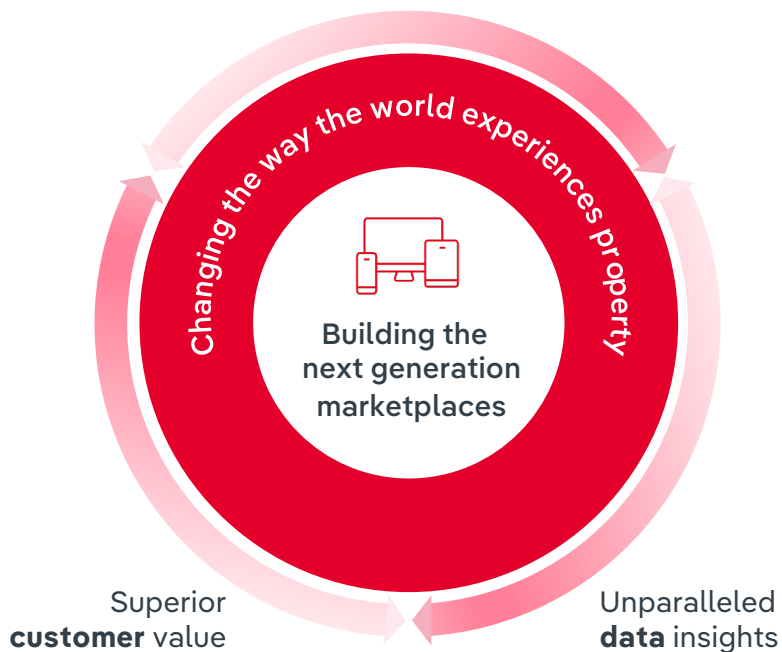 Changing the way the world experiences property
Building the
next generation
marketplaces
Superior
customer value
Unparalleled
data insights